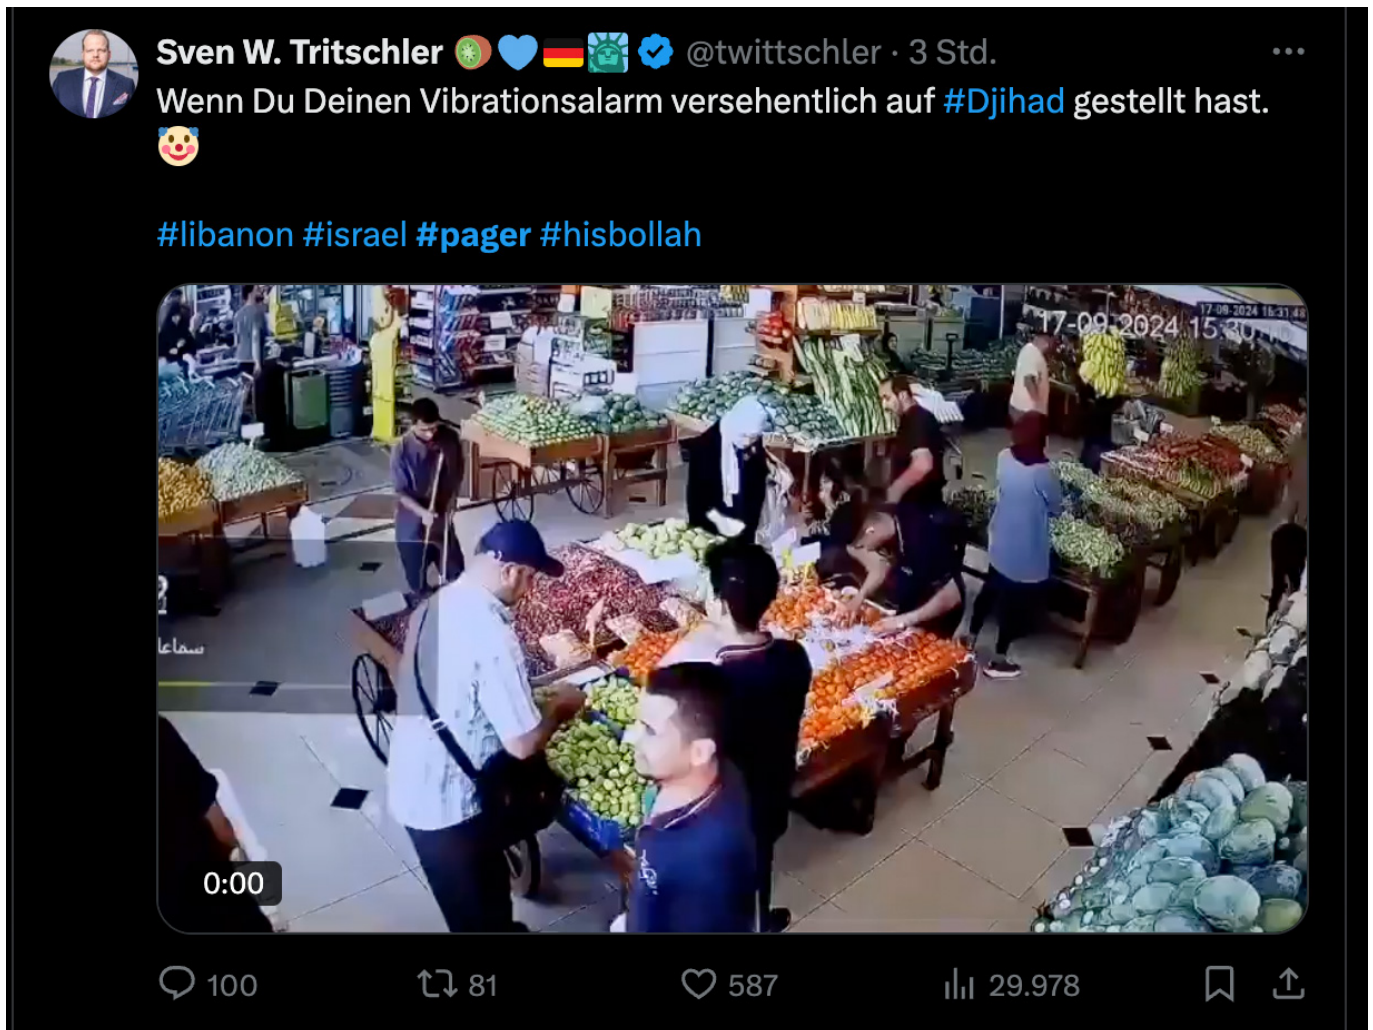 Sven W. Tritschler @twittschler · 3 Std.
Wenn Du Deinen Vibrationsalarm versehentlich auf #Djihad gestellt hast.
#libanon #israel #pager #hisbollah
17-09-2024 16:31:48
17-09-2024 15:30
سماعا
0:00
100 81 587 29.978